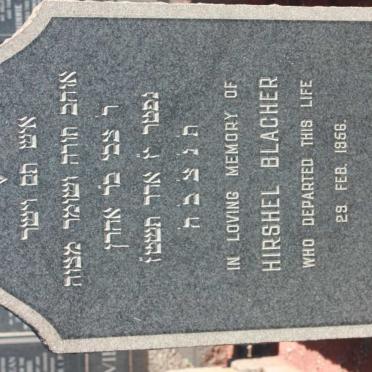 איש תם וישר
אוהב תורה ושומר מצוה
ר' צבי ב"ר אהרן
נפטר י"ז אדר תשט"ז
ת נ צ ב ה
IN LOVING MEMORY OF
HIRSHEL BLACHER
WHO DEPARTED THIS LIFE
29 FEB. 1956.